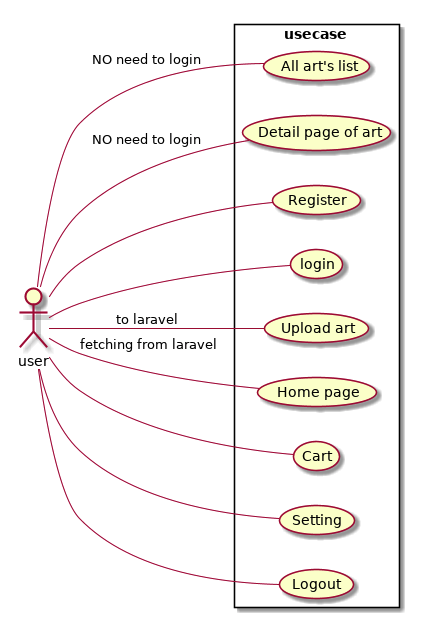 usecase
NO need to login
All art's list
NO need to login
Detail page of art
Register
login
to laravel
Upload art
fetching from laravel
user
Home page
Cart
Setting
Logout